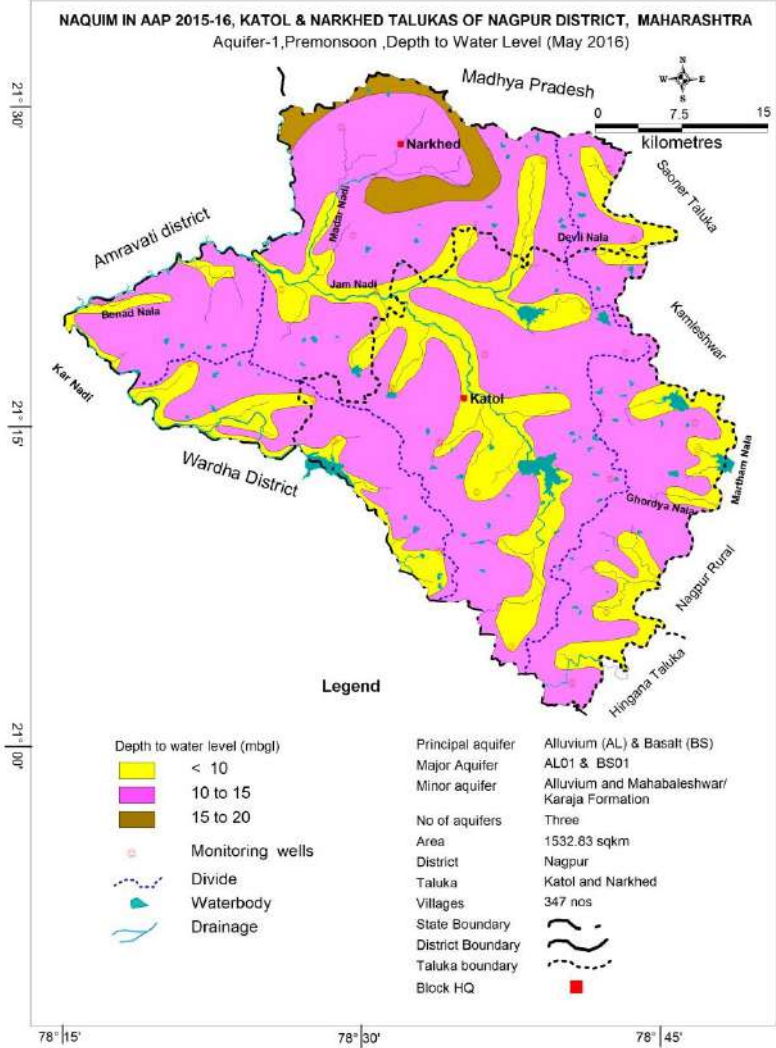 NAQUIM IN AAP 2015-16, KATOL & NARKHED TALUKAS OF NAGPUR DISTRICT, MAHARASHTRA
Aquifer-1,Premonsoon ,Depth to Water Level (May 2016)
Madhya Pradesh
N
W E
S
0 7.5 15
kilometres
21°30'
Narkhed
Saoner Taluka
Madar Nadi
Amravati district
Devli Nala
Jam Nadi
Benad Nala
Kamleshwar
Kar Nadi
Katol
21°15'
Wardha District
Martham Nala
Ghordya Nala
Nagpur Rural
Hingana Taluka
Legend
21°00'
Depth to water level (mbgl)
< 10
10 to 15
15 to 20
Monitoring wells
Divide
Waterbody
Drainage
Principal aquifer Alluvium (AL) & Basalt (BS)
Major Aquifer AL01 & BS01
Minor aquifer Alluvium and Mahabaleshwar/
Karaja Formation
No of aquifers Three
Area 1532.83 sqkm
District Nagpur
Taluka Katol and Narkhed
Villages 347 nos
State Boundary
District Boundary
Taluka boundary
Block HQ
78°15' 78°30' 78°45'